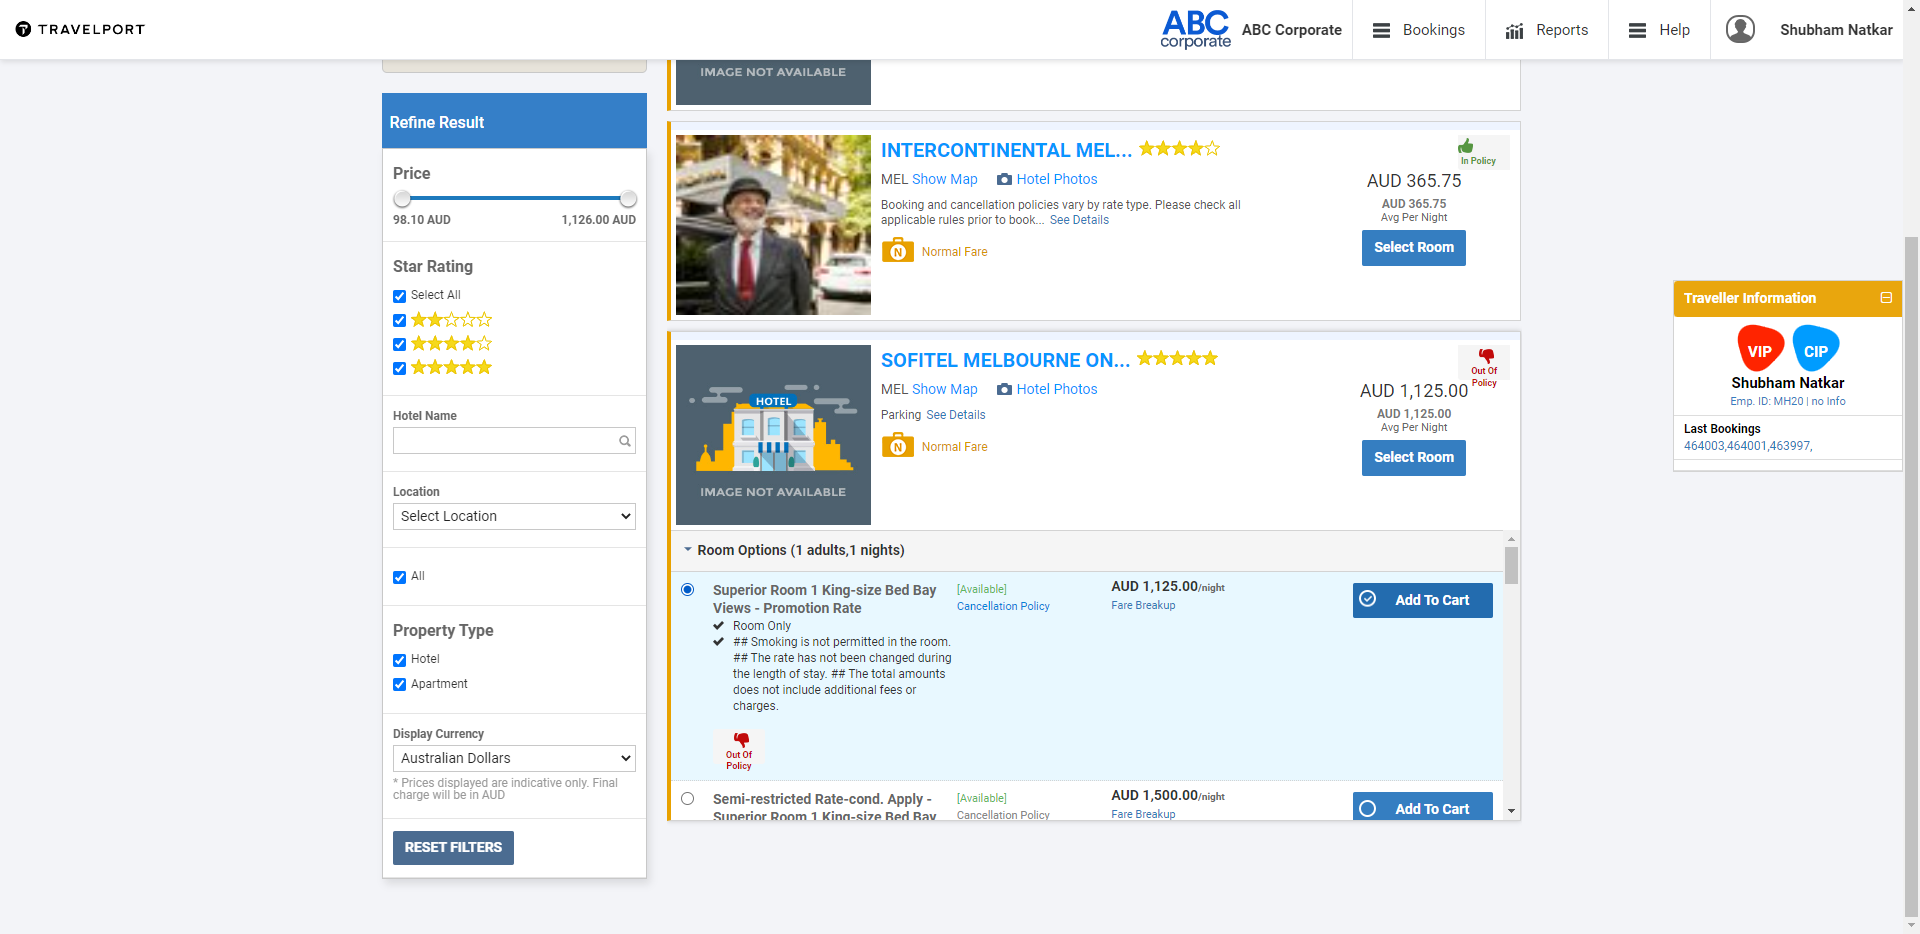 TRAVELPORT
ABC
corporate
ABC Corporate
Bookings
Reports
Help
Shubham Natkar
Refine Result
Price
98.10 AUD
1,126.00 AUD
Star Rating
Select All
Hotel Name
Location
Select Location
All
Property Type
Hotel
Apartment
Display Currency
Australian Dollars
* Prices displayed are indicative only. Final
charge will be in AUD
RESET FILTERS
IMAGE NOT AVAILABLE
INTERCONTINENTAL MEL...
MEL Show Map Hotel Photos
Booking and cancellation policies vary by rate type. Please check all
applicable rules prior to book... See Details
N Normal Fare
In Policy
AUD 365.75
AUD 365.75
Avg Per Night
Select Room
HOTEL
IMAGE NOT AVAILABLE
SOFITEL MELBOURNE ON...
MEL Show Map Hotel Photos
Parking See Details
N Normal Fare
Out Of
Policy
AUD 1,125.00
AUD 1,125.00
Avg Per Night
Select Room
Room Options (1 adults,1 nights)
Superior Room 1 King-size Bed Bay
Views - Promotion Rate
Room Only
## Smoking is not permitted in the room.
## The rate has not been changed during
the length of stay. ## The total amounts
does not include additional fees or
charges.
Out Of
Policy
[Available]
Cancellation Policy
AUD 1,125.00/night
Fare Breakup
Add To Cart
Semi-restricted Rate-cond. Apply -
Superior Room 1 King-size Bed Bay
[Available]
Cancellation Policy
AUD 1,500.00/night
Fare Breakup
Add To Cart
Traveller Information
VIP
CIP
Shubham Natkar
Emp. ID: MH20 | no Info
Last Bookings
464003,464001,463997,